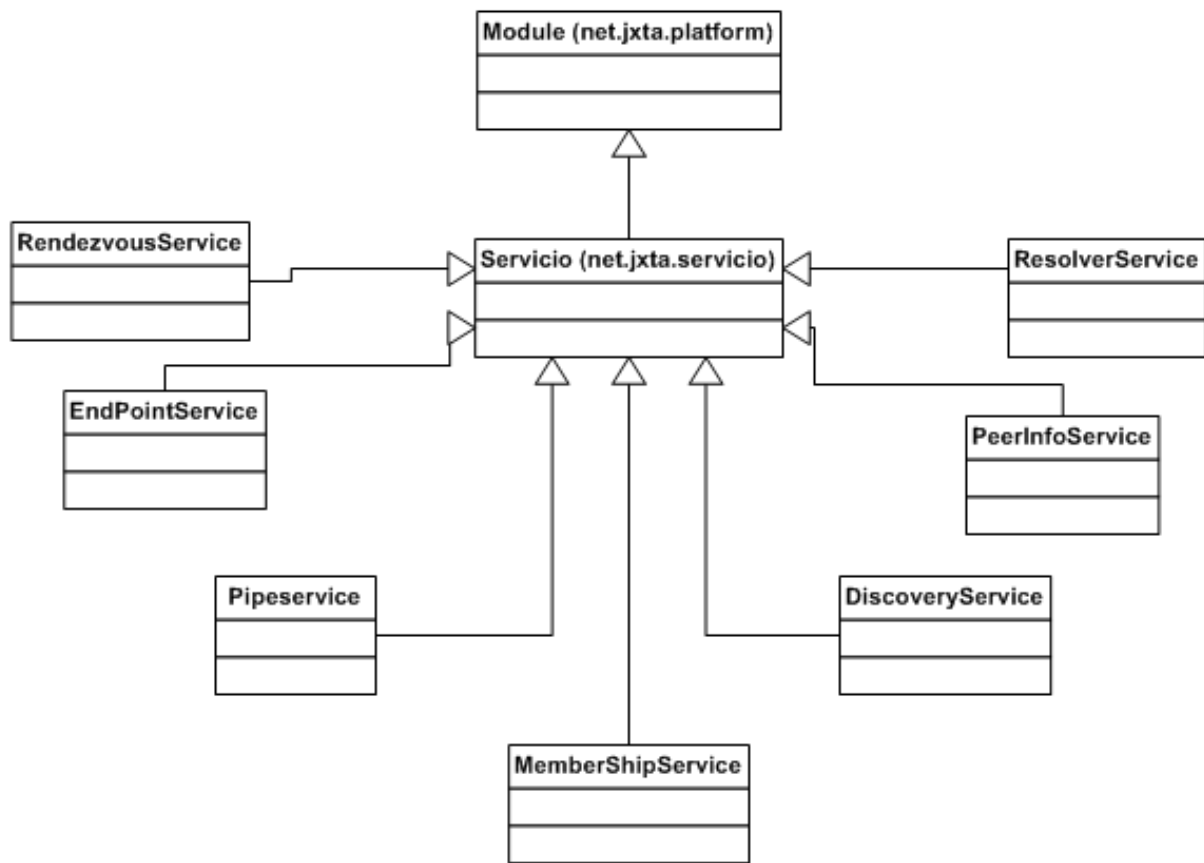 Module (net.jxta.platform)
RendezvousService
Servicio (net.jxta.servicio)
ResolverService
EndPointService
PeerInfoService
Pipeservice
DiscoveryService
MemberShipService